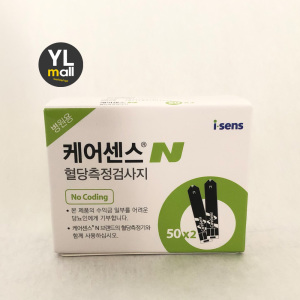 YL
mall
병원용
i-sens
케어센스® N
혈당측정검사지
No Coding
• 본 제품의 수익금 일부를 어려운
당뇨인에게 기부합니다.
• 케어센스® N 브랜드의 혈당측정기와
함께 사용하십시오.
50x2